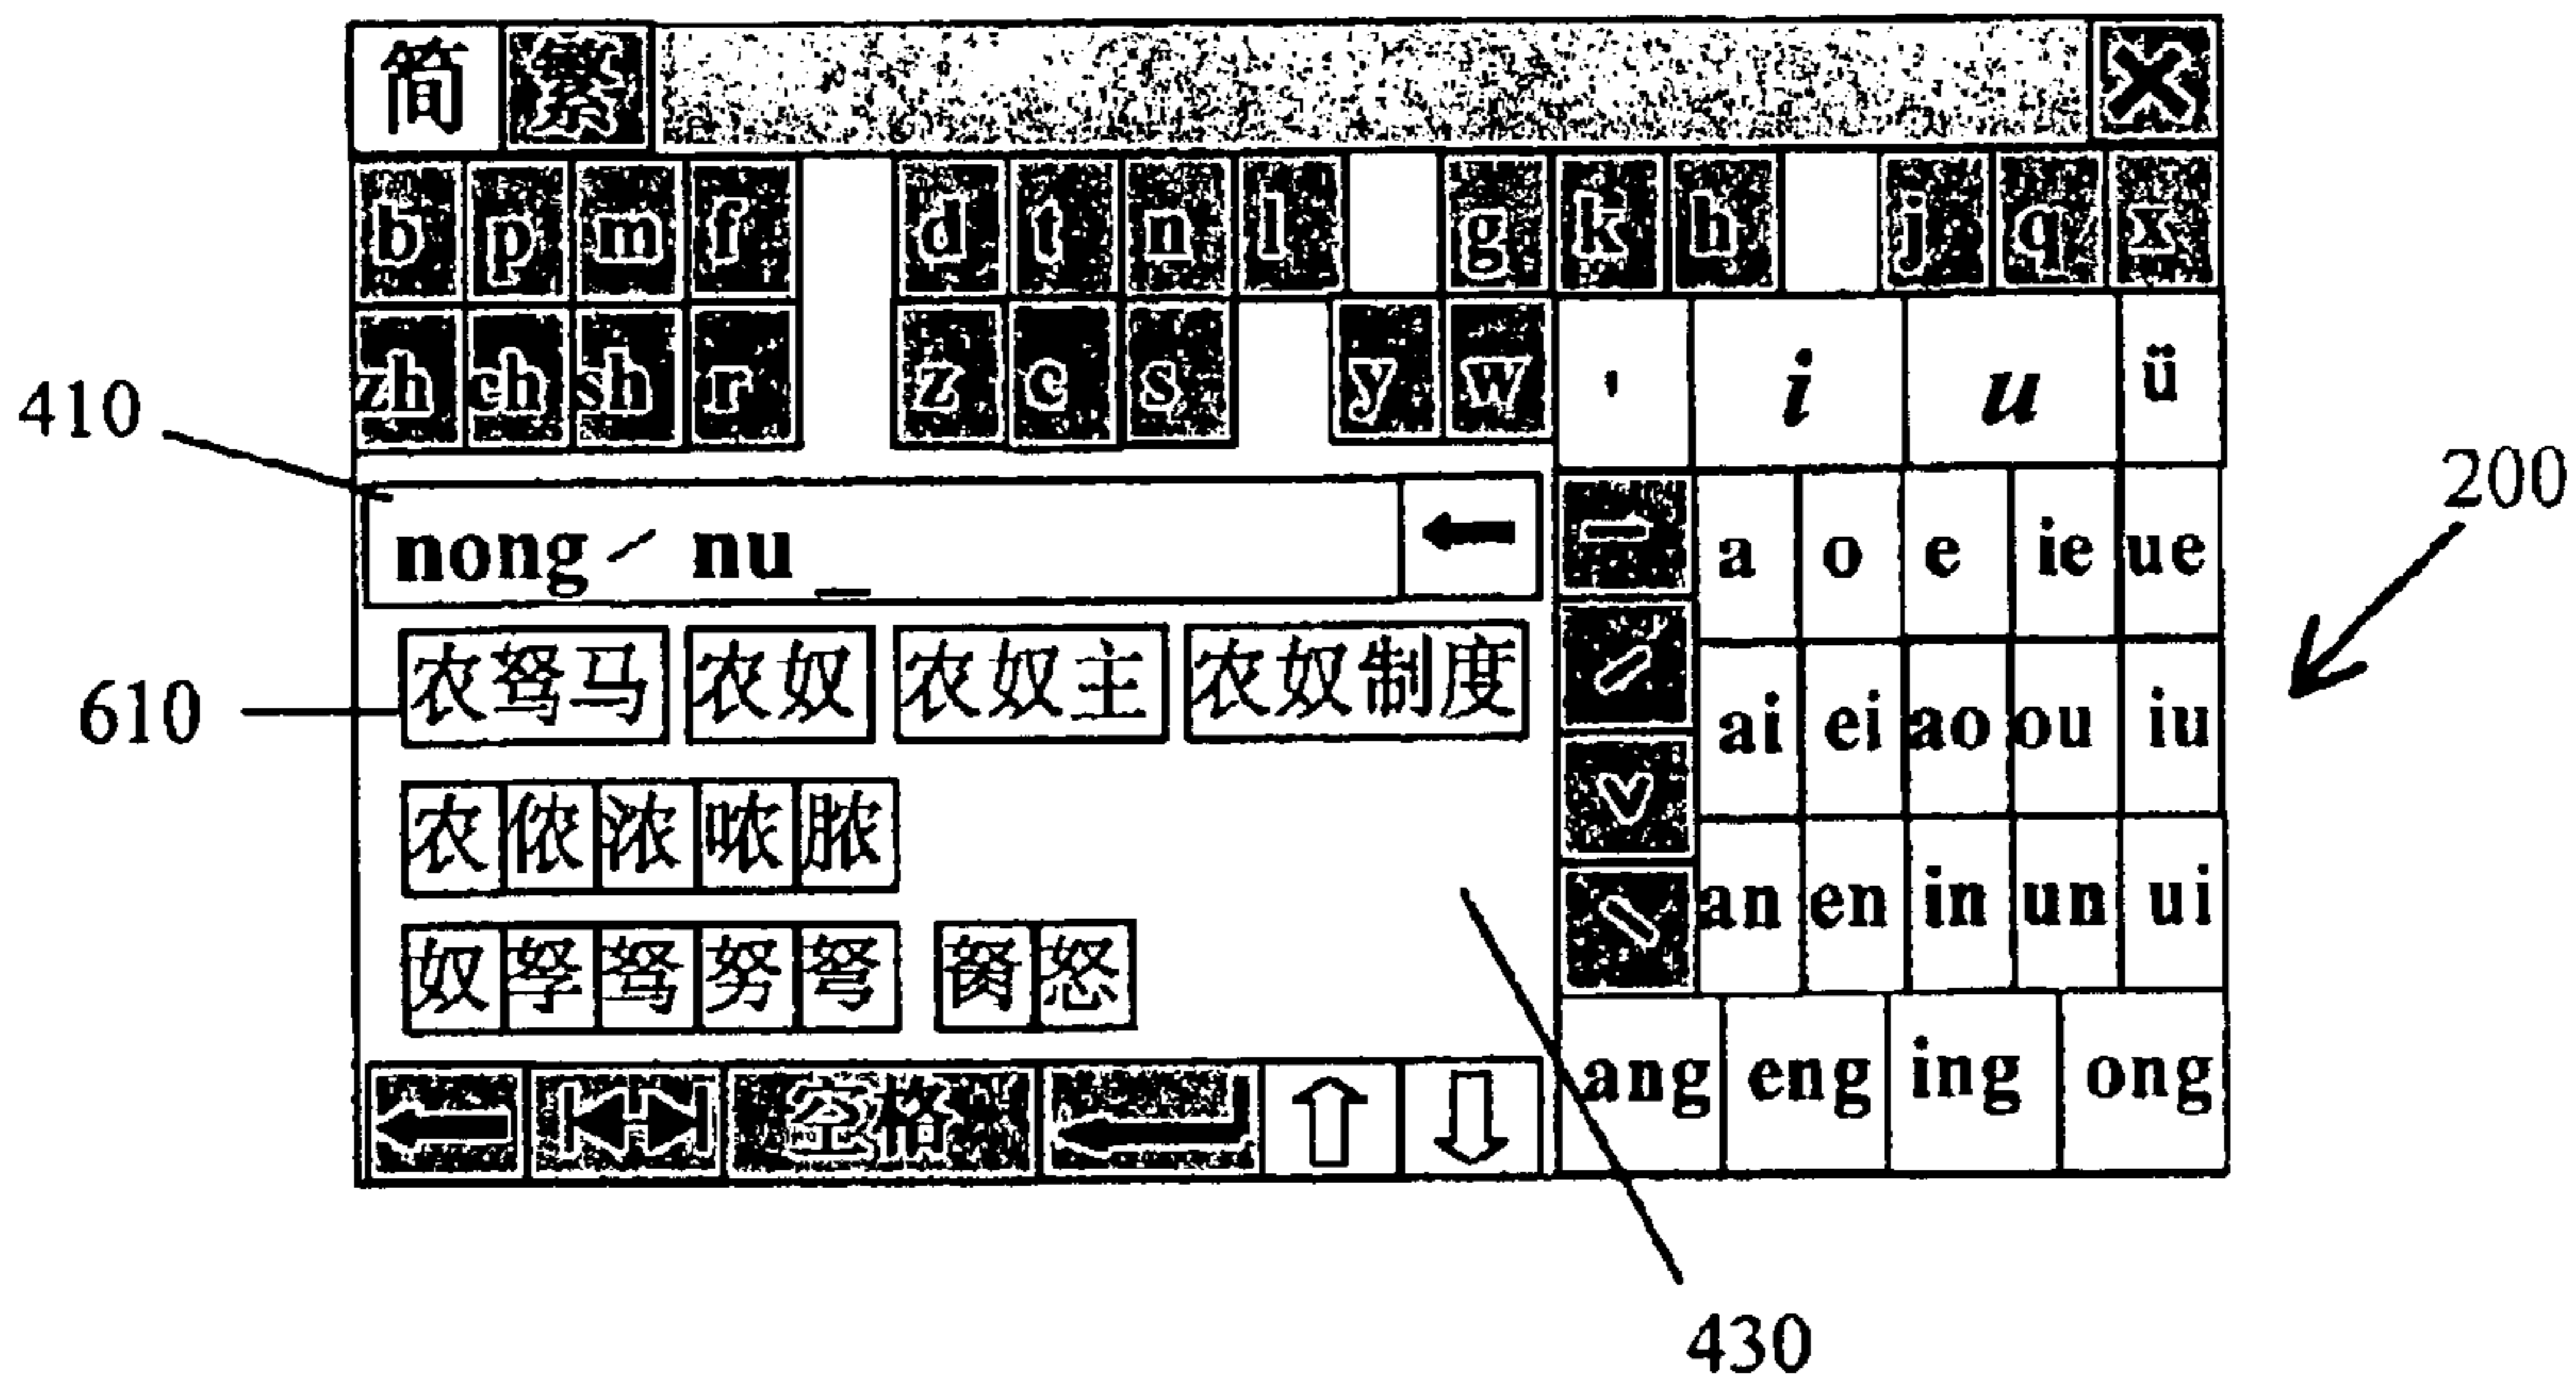 简 繁
b p m f d t n l g k h j q x
zh ch sh r z c s y w ' i u ü
410
200
nong ˊ nu _
a o e ie ue
610
农驽马 农奴 农奴主 农奴制度
ai ei ao ou iu
农 侬 浓 哝 脓
an en in un ui
奴 孥 驽 努 弩 胬 怒
空格
ang eng ing ong
430